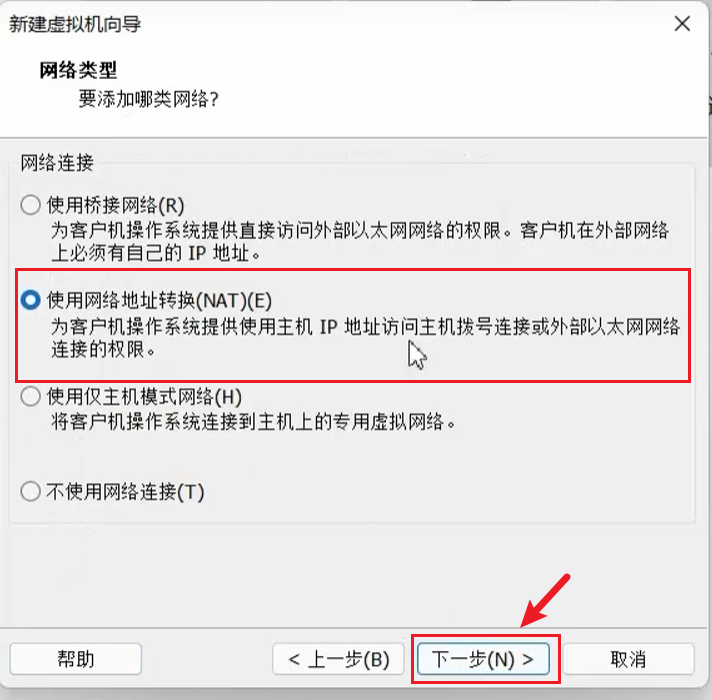 新建虚拟机向导
网络类型
要添加哪类网络?
网络连接
使用桥接网络(R)
为客户机操作系统提供直接访问外部以太网网络的权限。客户机在外部网络
上必须有自己的 IP 地址。
使用网络地址转换(NAT)(E)
为客户机操作系统提供使用主机 IP 地址访问主机拨号连接或外部以太网网络
连接的权限。
使用仅主机模式网络(H)
将客户机操作系统连接到主机上的专用虚拟网络。
不使用网络连接(T)
帮助
< 上一步(B)
下一步(N) >
取消